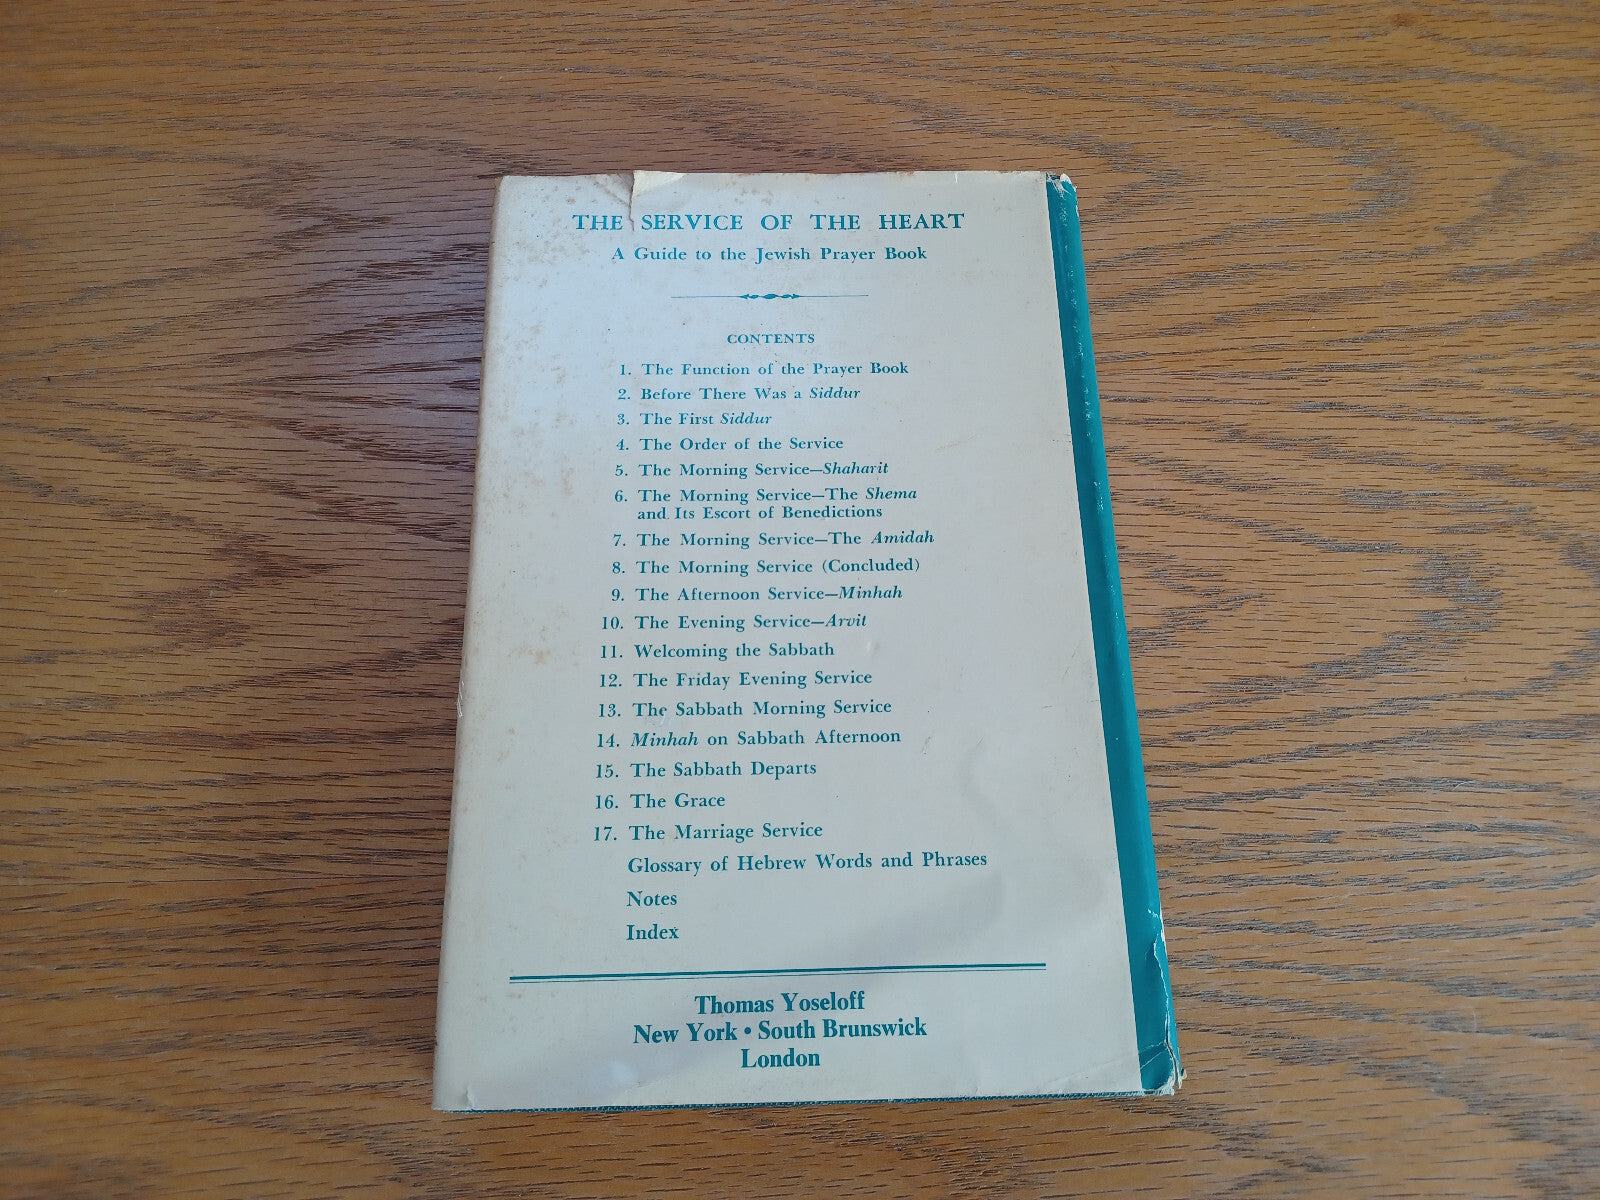 THE SERVICE OF THE HEART
A Guide to the Jewish Prayer Book
CONTENTS
1. The Function of the Prayer Book
2. Before There Was a Siddur
3. The First Siddur
4. The Order of the Service
5. The Morning Service—Shaharit
6. The Morning Service—The Shema
and Its Escort of Benedictions
7. The Morning Service—The Amidah
8. The Morning Service (Concluded)
9. The Afternoon Service—Minhah
10. The Evening Service—Arvit
11. Welcoming the Sabbath
12. The Friday Evening Service
13. The Sabbath Morning Service
14. Minhah on Sabbath Afternoon
15. The Sabbath Departs
16. The Grace
17. The Marriage Service
Glossary of Hebrew Words and Phrases
Notes
Index
Thomas Yoseloff
New York • South Brunswick
London